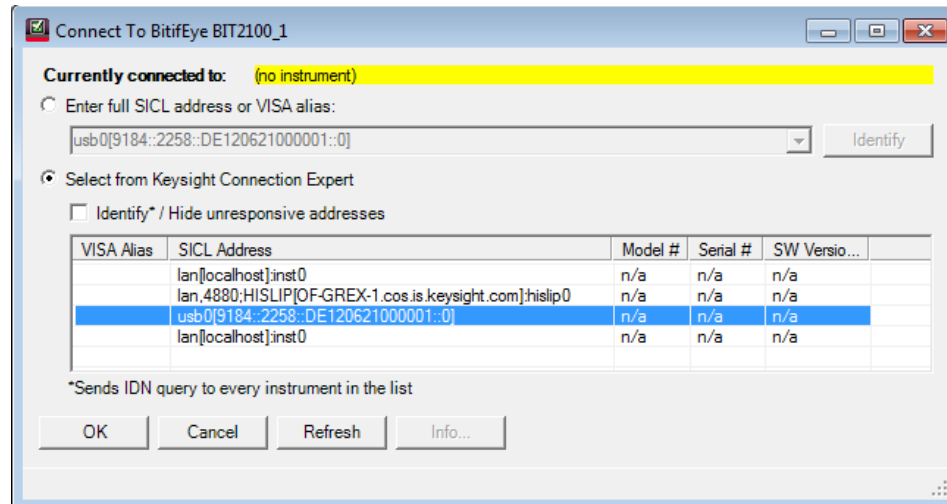 Connect To BitifEye BIT2100_1
Currently connected to: (no instrument)
Enter full SICL address or VISA alias:
usb0[9184::2258::DE120621000001::0] Identify
Select from Keysight Connection Expert
Identify* / Hide unresponsive addresses
VISA Alias SICL Address Model # Serial # SW Versio...
lan[localhost]:inst0 n/a n/a n/a
lan,4880;HISLIP[OF-GREX-1.cos.is.keysight.com]:hislip0 n/a n/a n/a
usb0[9184::2258::DE120621000001::0] n/a n/a n/a
lan[localhost]:inst0 n/a n/a n/a
*Sends IDN query to every instrument in the list
OK Cancel Refresh Info...